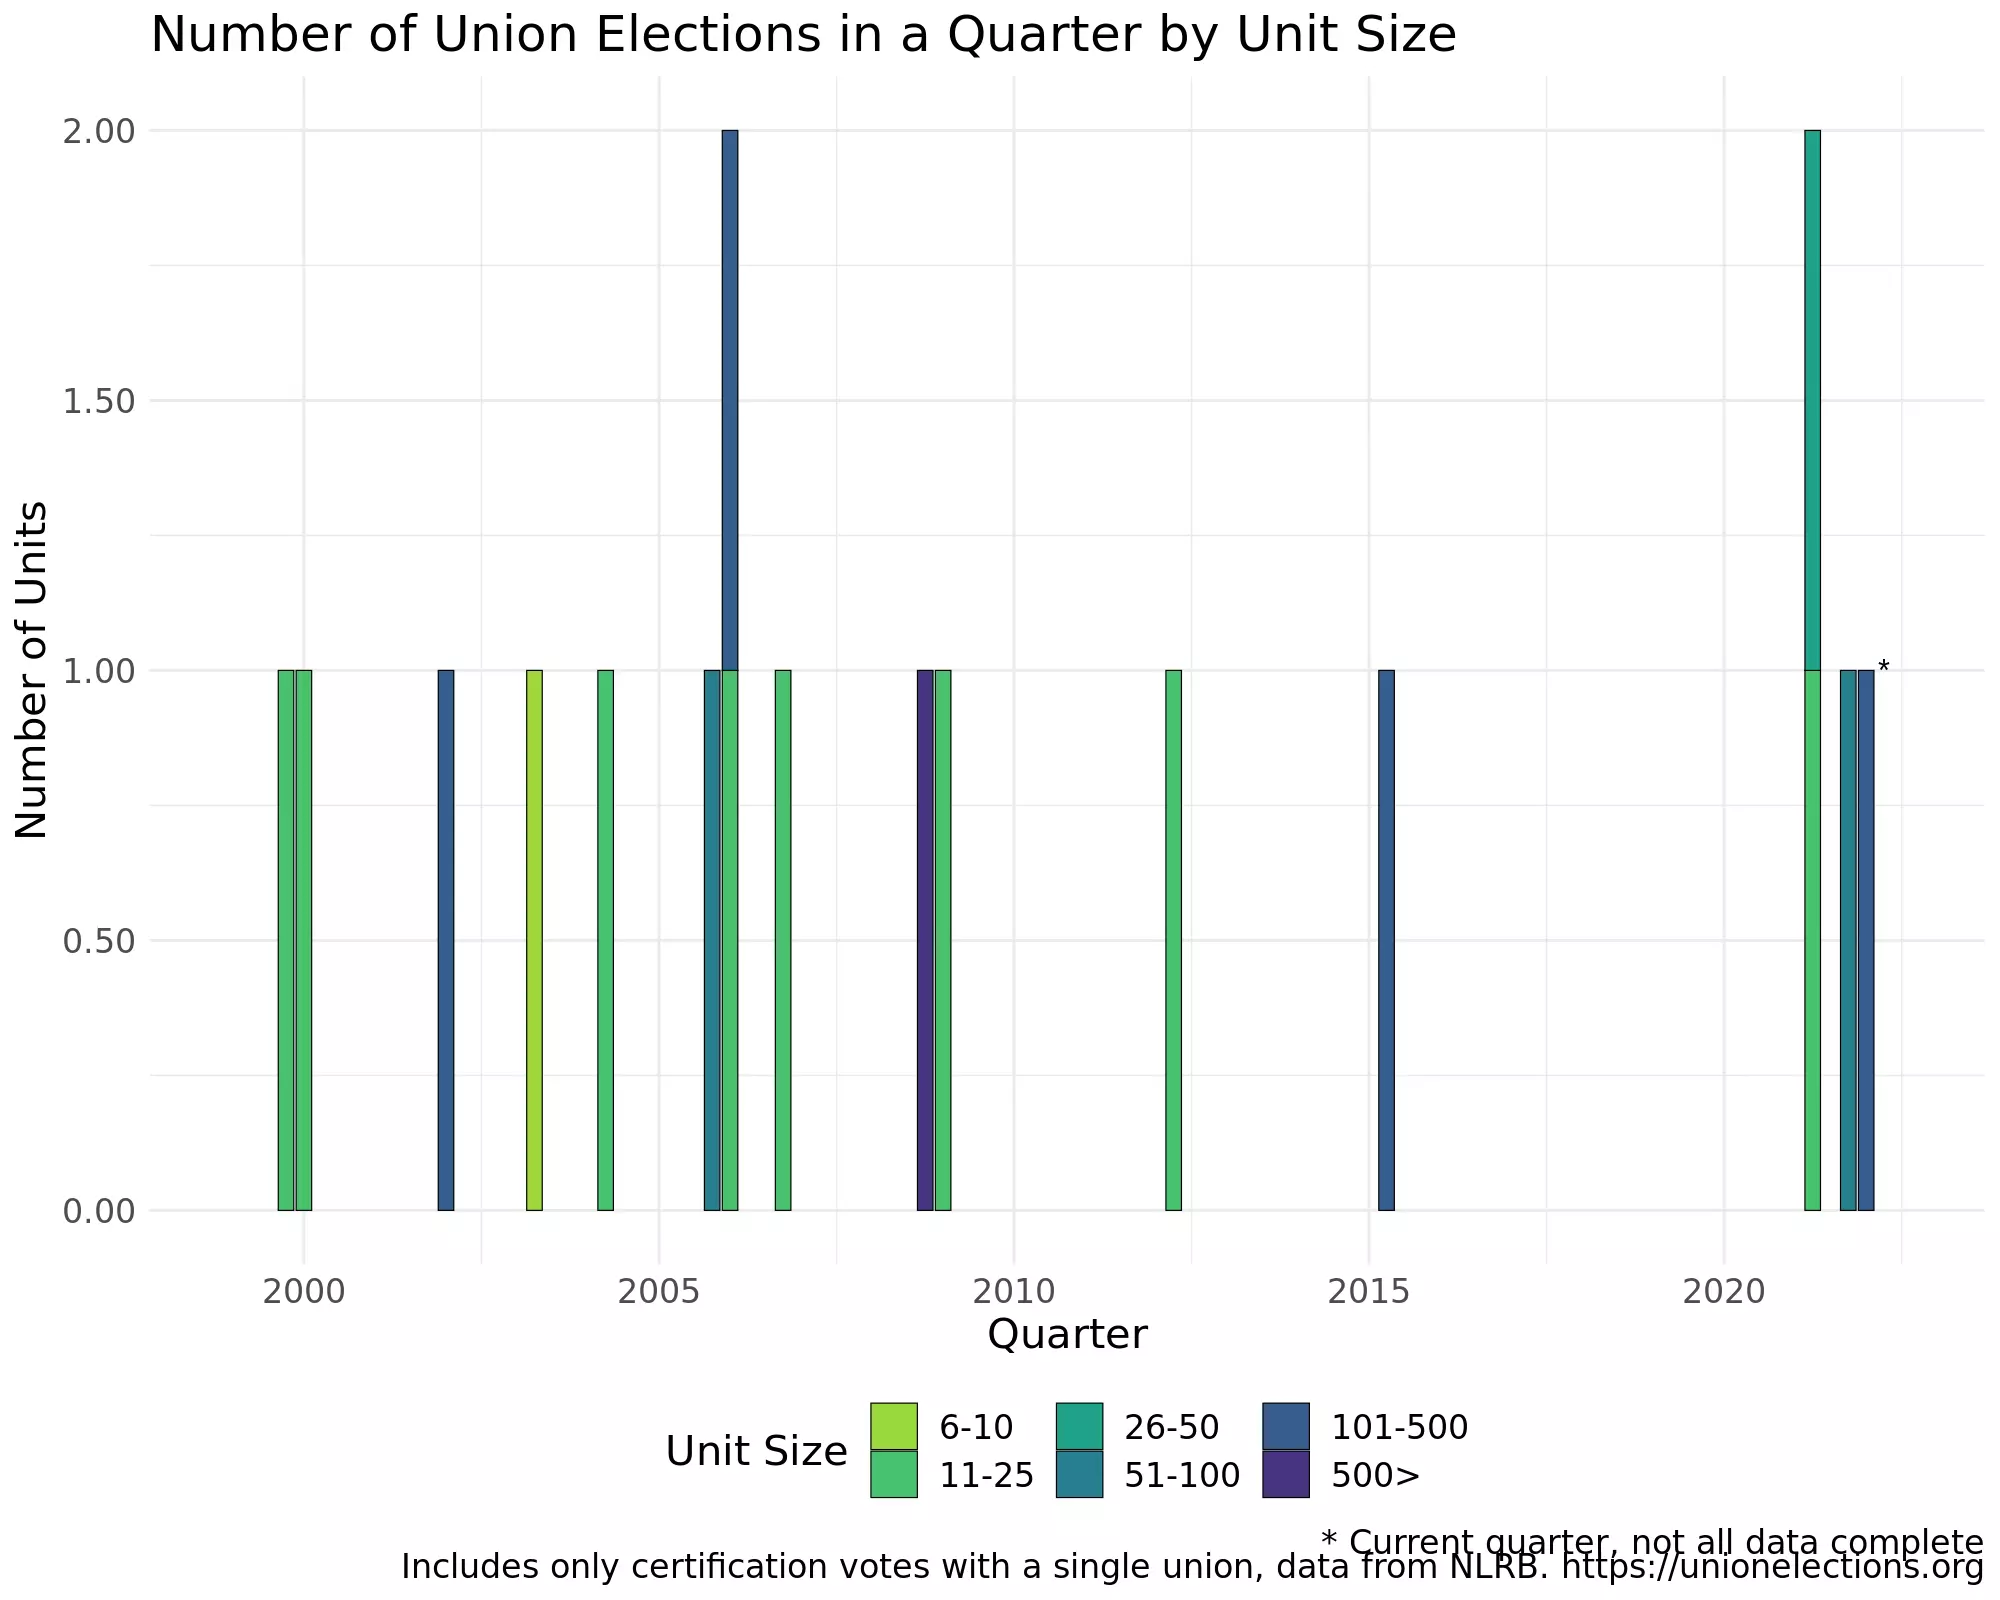 Number of Union Elections in a Quarter by Unit Size
Number of Units
2.00
1.50
1.00
0.50
0.00
*
2000 2005 2010 2015 2020
Quarter
Unit Size
6-10 26-50 101-500
11-25 51-100 500>
* Current quarter, not all data complete
Includes only certification votes with a single union, data from NLRB. https://unionelections.org